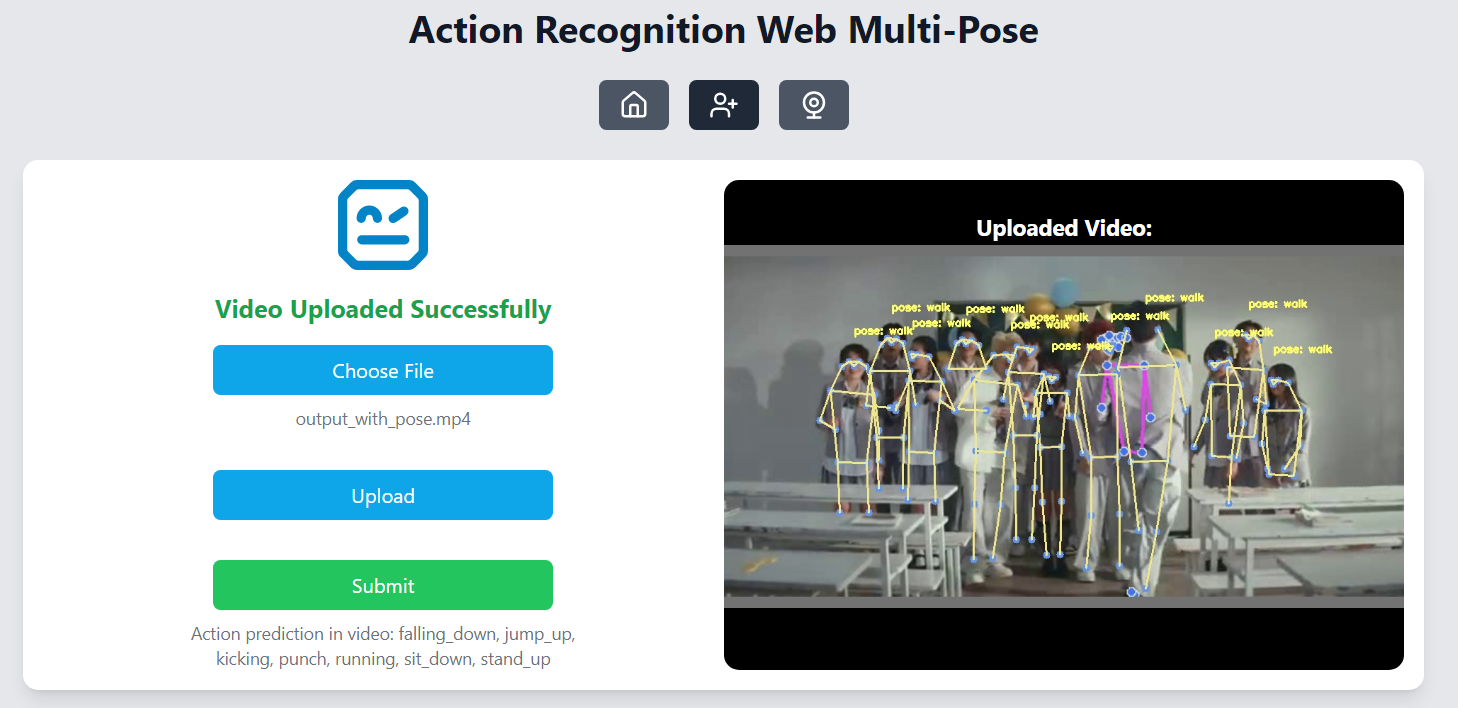 Action Recognition Web Multi-Pose
Video Uploaded Successfully
Choose File
output_with_pose.mp4
Upload
Submit
Action prediction in video: falling_down, jump_up,
kicking, punch, running, sit_down, stand_up
Uploaded Video:
pose: walk
pose: walk
pose: walk
pose: walk
pose: walk
pose: walk
pose: walk
pose: walk
pose: walk
pose: walk
pose: walk
pose: walk